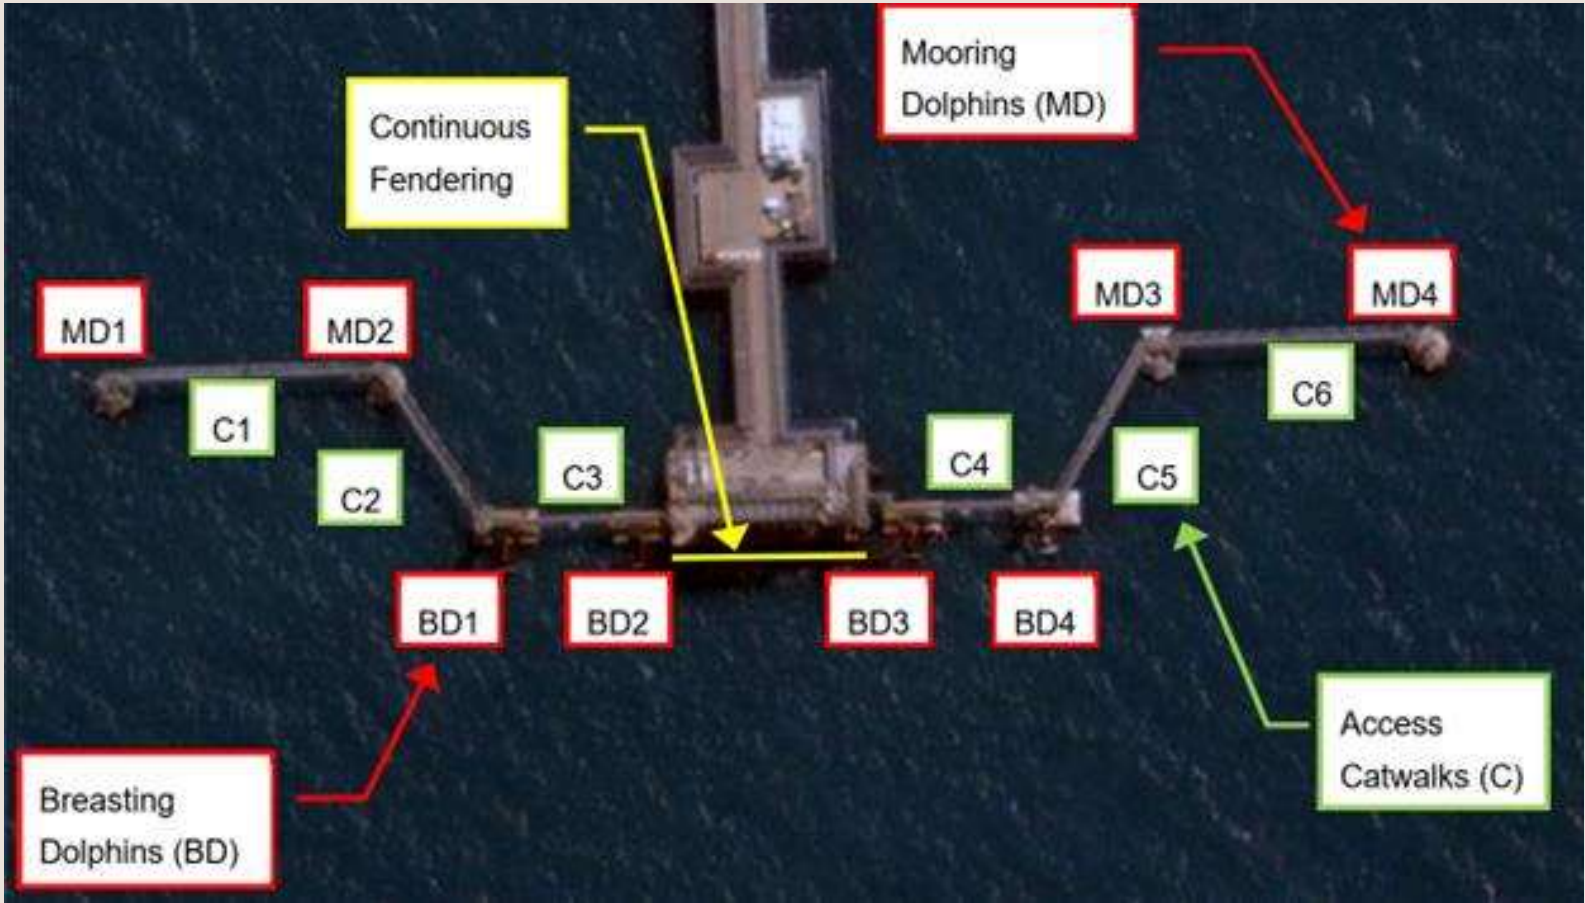 Mooring
Dolphins (MD)
Continuous
Fendering
MD1
MD2
MD3
MD4
C1
C2
C3
C4
C5
C6
BD1
BD2
BD3
BD4
Access
Catwalks (C)
Breasting
Dolphins (BD)